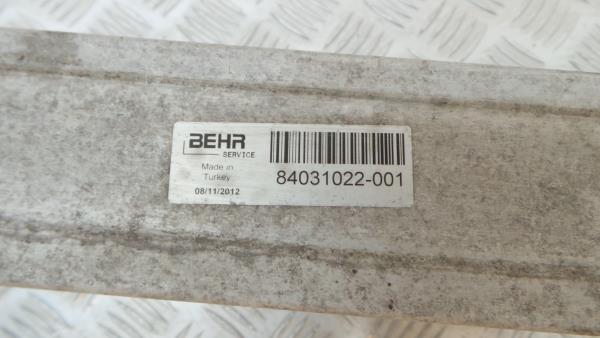 BEHR
SERVICE
Made in
Turkey
08/11/2012
84031022-001